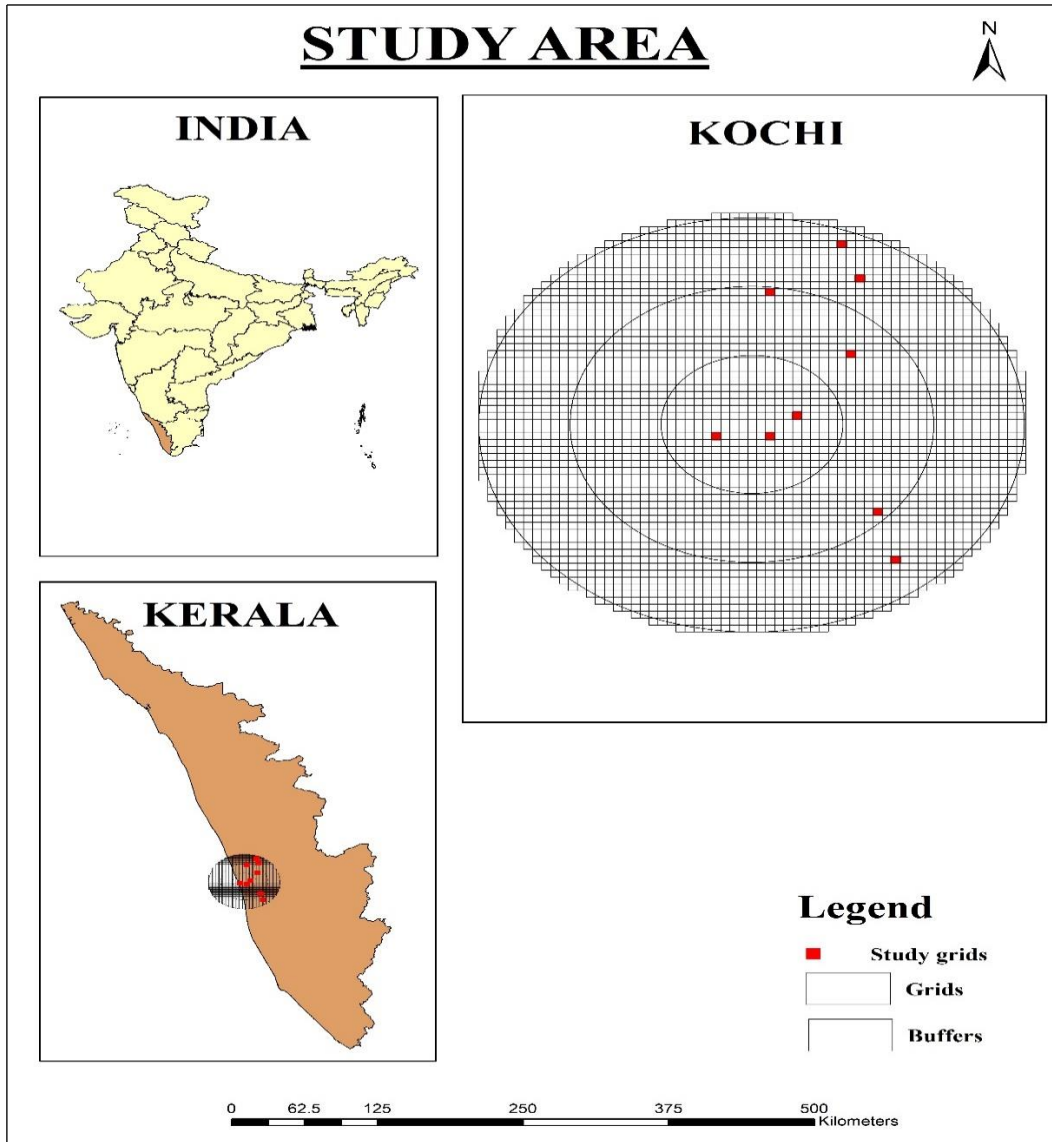 STUDY AREA
N
INDIA
KOCHI
KERALA
Legend
Study grids
Grids
Buffers
0 62.5 125 250 375 500
Kilometers